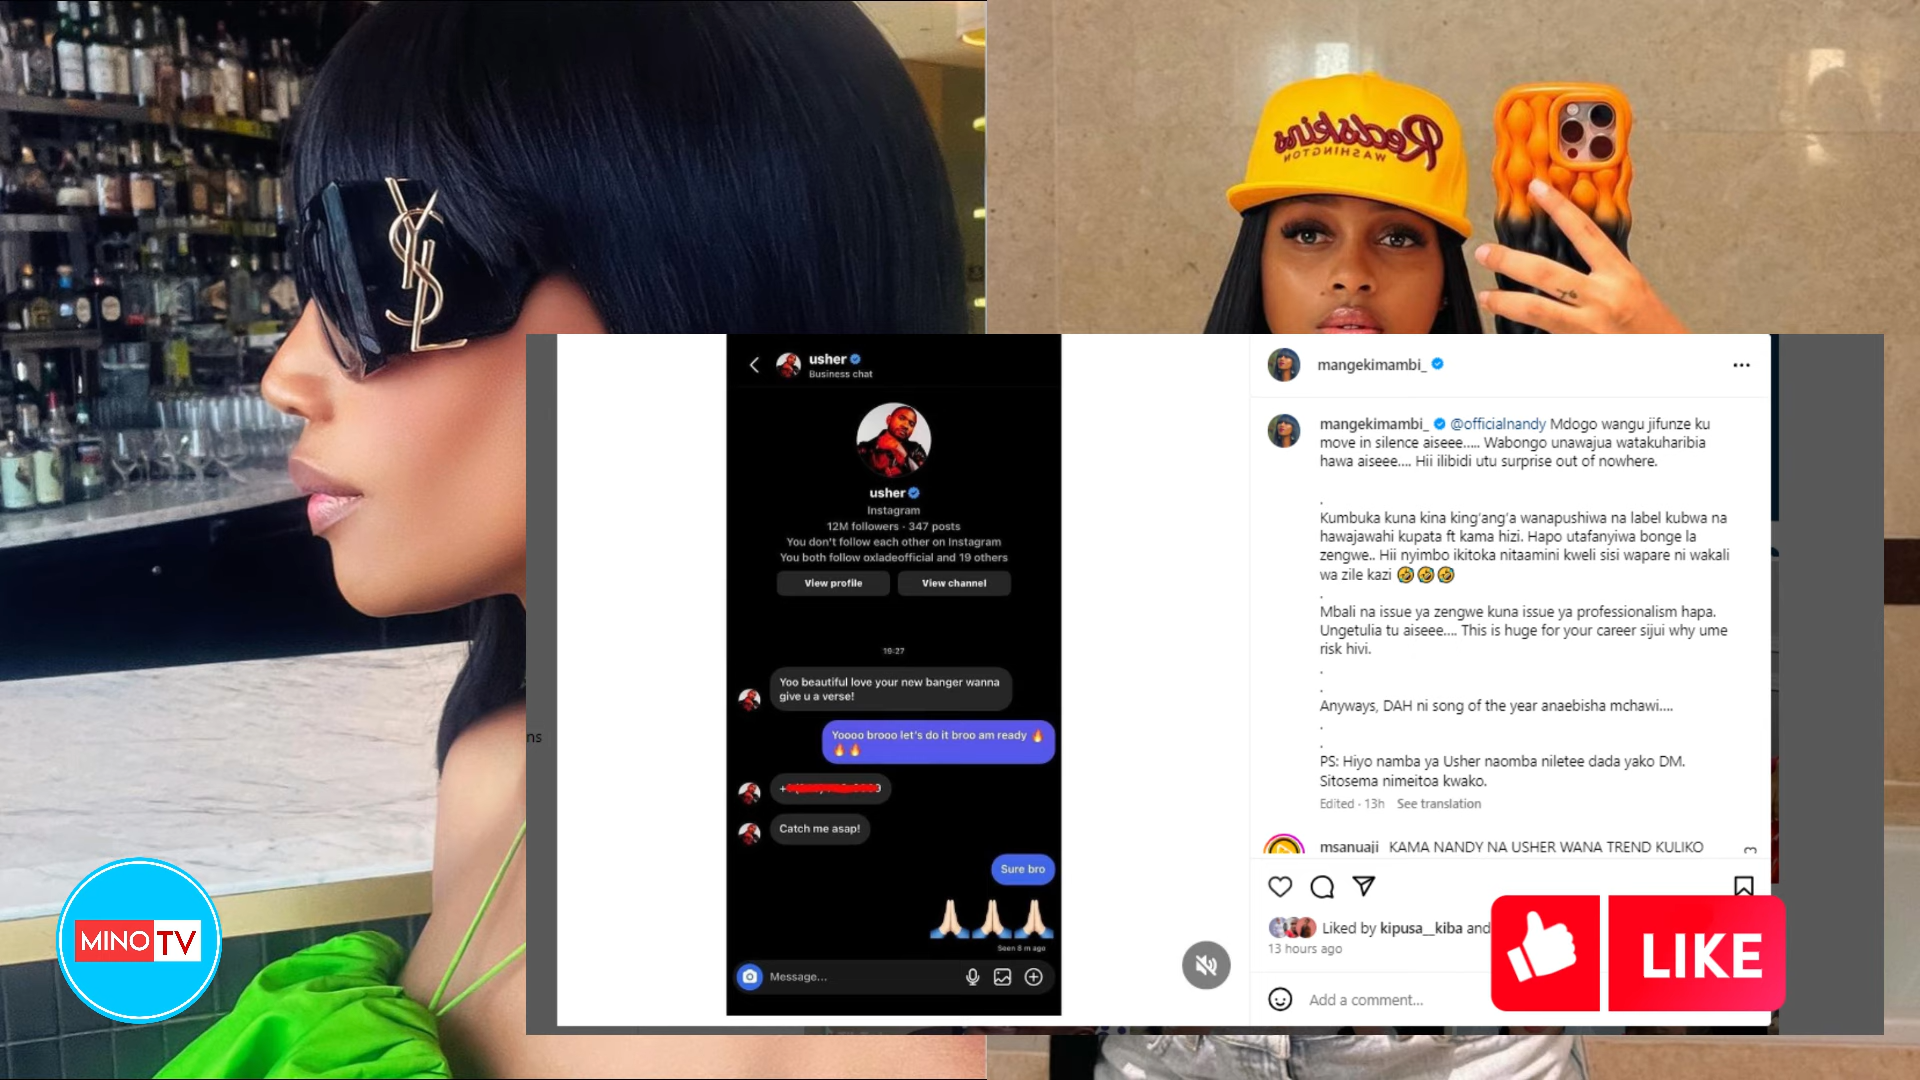 YSL
Redskins
WASHINGTON
usher
Business chat
usher
Instagram
12M followers · 347 posts
You don't follow each other on Instagram
You both follow oxladeofficial and 19 others
View profile
View channel
19:27
Yoo beautiful love your new banger wanna
give u a verse!
Yoooo brooo let's do it broo am ready 🔥
🔥🔥
Catch me asap!
Sure bro
🙏🏻🙏🏻🙏🏻
Seen 8 m ago
Message...
mangekimambi_
mangekimambi_ @officialnandy Mdogo wangu jifunze ku
move in silence aiseee..... Wabongo unawajua watakuharibia
hawa aiseee.... Hii ilibidi utu surprise out of nowhere.
.
Kumbuka kuna kina king'ang'a wanapushiwa na label kubwa na
hawajawahi kupata ft kama hizi. Hapo utafanyiwa bonge la
zengwe.. Hii nyimbo ikitoka nitaamini kweli sisi wapare ni wakali
wa zile kazi 🤣🤣🤣
.
Mbali na issue ya zengwe kuna issue ya professionalism hapa.
Ungetulia tu aiseee.... This is huge for your career sijui why ume
risk hivi.
.
.
Anyways, DAH ni song of the year anaebisha mchawi....
.
.
PS: Hiyo namba ya Usher naomba niletee dada yako DM.
Sitosema nimeitoa kwako.
Edited · 13h See translation
msanuaji KAMA NANDY NA USHER WANA TREND KULIKO
Liked by kipusa__kiba and
13 hours ago
Add a comment...
ns
MINO TV
LIKE